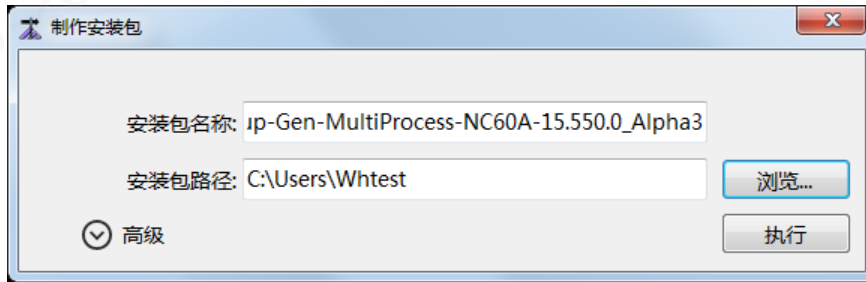 制作安装包
安装包名称: up-Gen-MultiProcess-NC60A-15.550.0_Alpha3
安装包路径: C:\Users\Whtest 浏览...
高级 执行